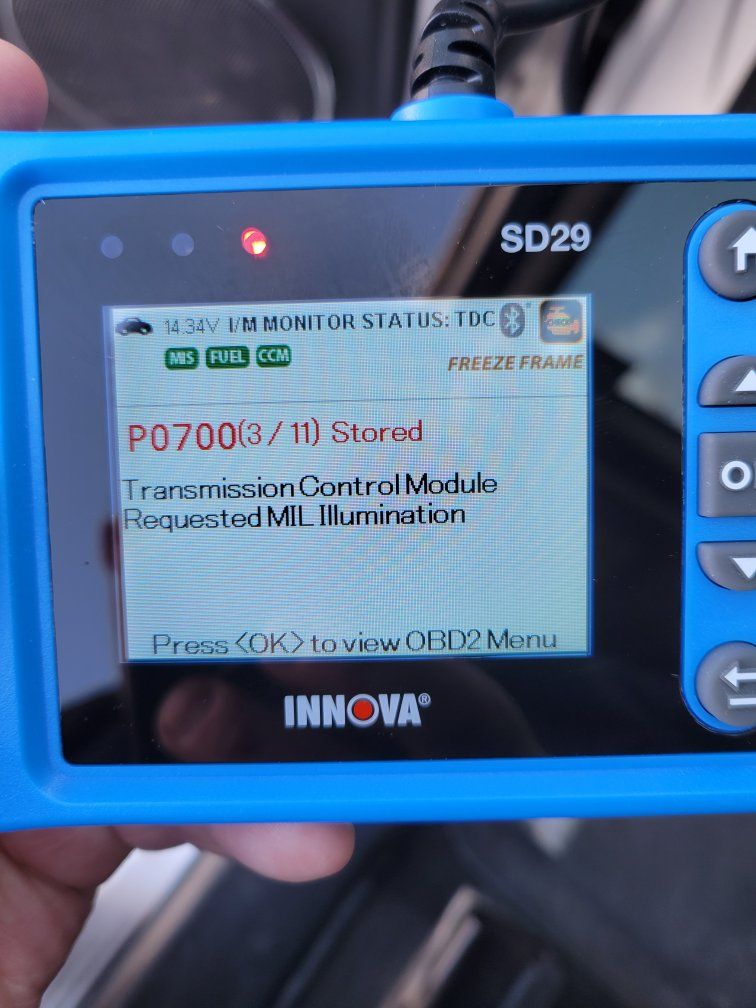 SD29
14.34V I/M MONITOR STATUS: TDC
MIS FUEL CCM
FREEZE FRAME
P0700(3/11) Stored
Transmission Control Module
Requested MIL Illumination
Press <OK> to view OBD2 Menu
INNOVA®